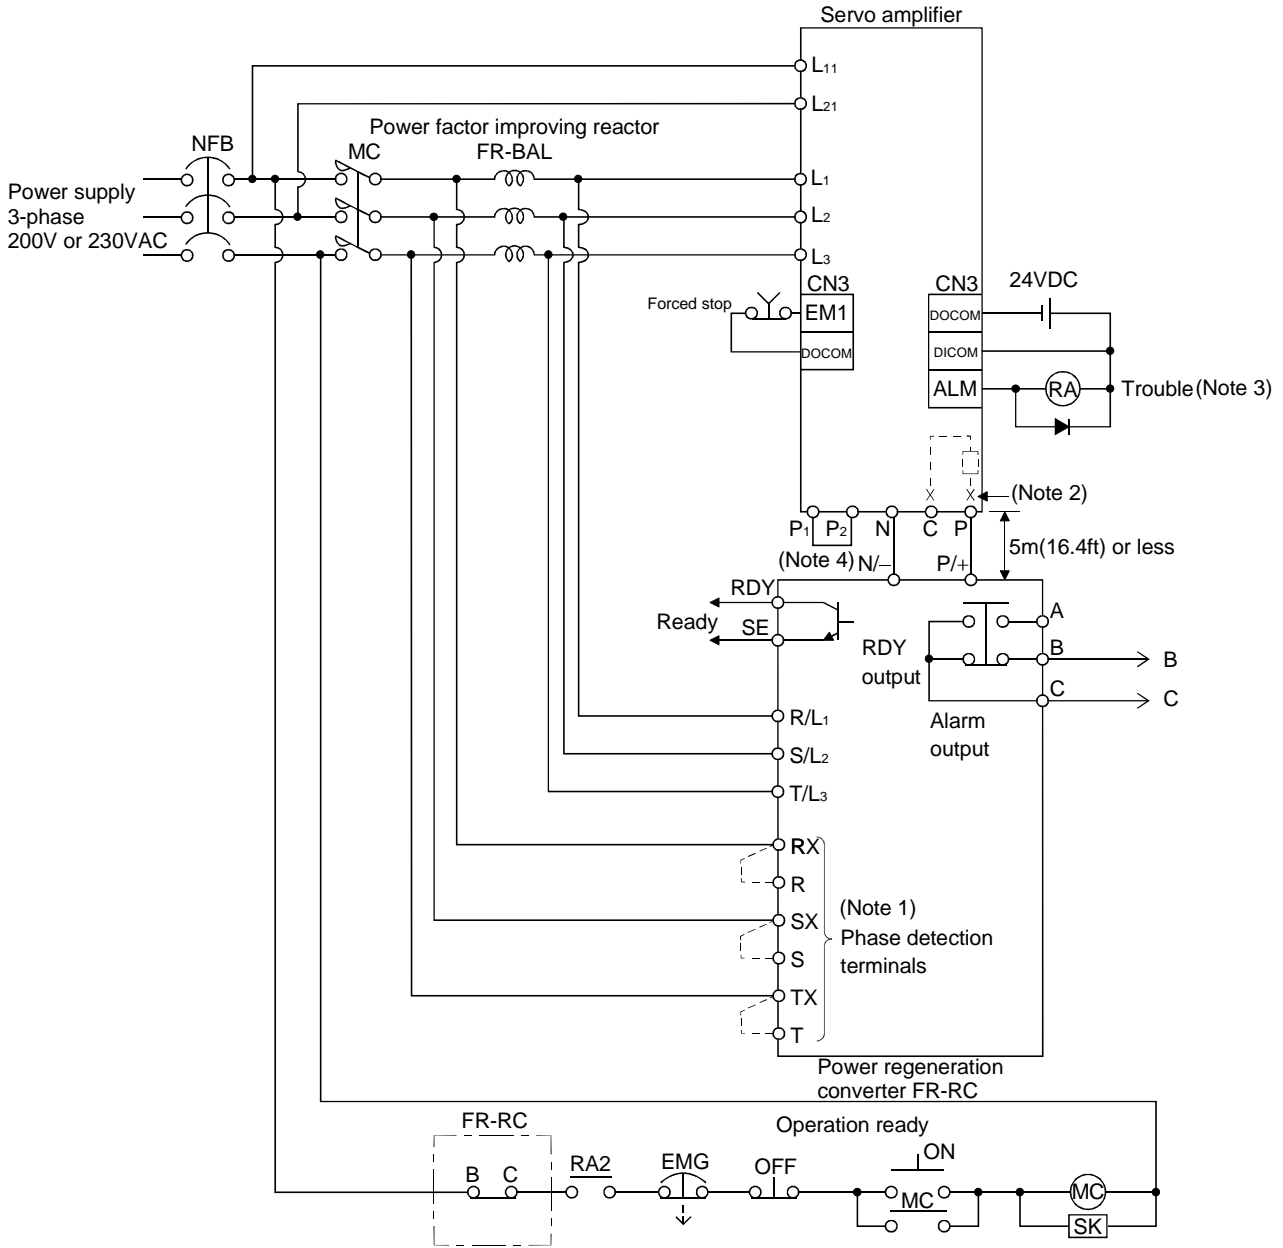 Servo amplifier
L11
L21
Power factor improving reactor
NFB
MC
FR-BAL
Power supply
3-phase
200V or 230VAC
L1
L2
L3
CN3
CN3
24VDC
Forced stop
EM1
DOCOM
DOCOM
DICOM
ALM
RA
Trouble(Note 3)
(Note 2)
P1
P2
N
C
P
5m(16.4ft) or less
(Note 4)
N/−
P/+
RDY
Ready
SE
A
RDY
output
B
B
C
C
Alarm
output
R/L1
S/L2
T/L3
RX
R
(Note 1)
SX
Phase detection
terminals
S
TX
T
Power regeneration
converter FR-RC
FR-RC
Operation ready
ON
B C
RA2
EMG
OFF
MC
MC
SK